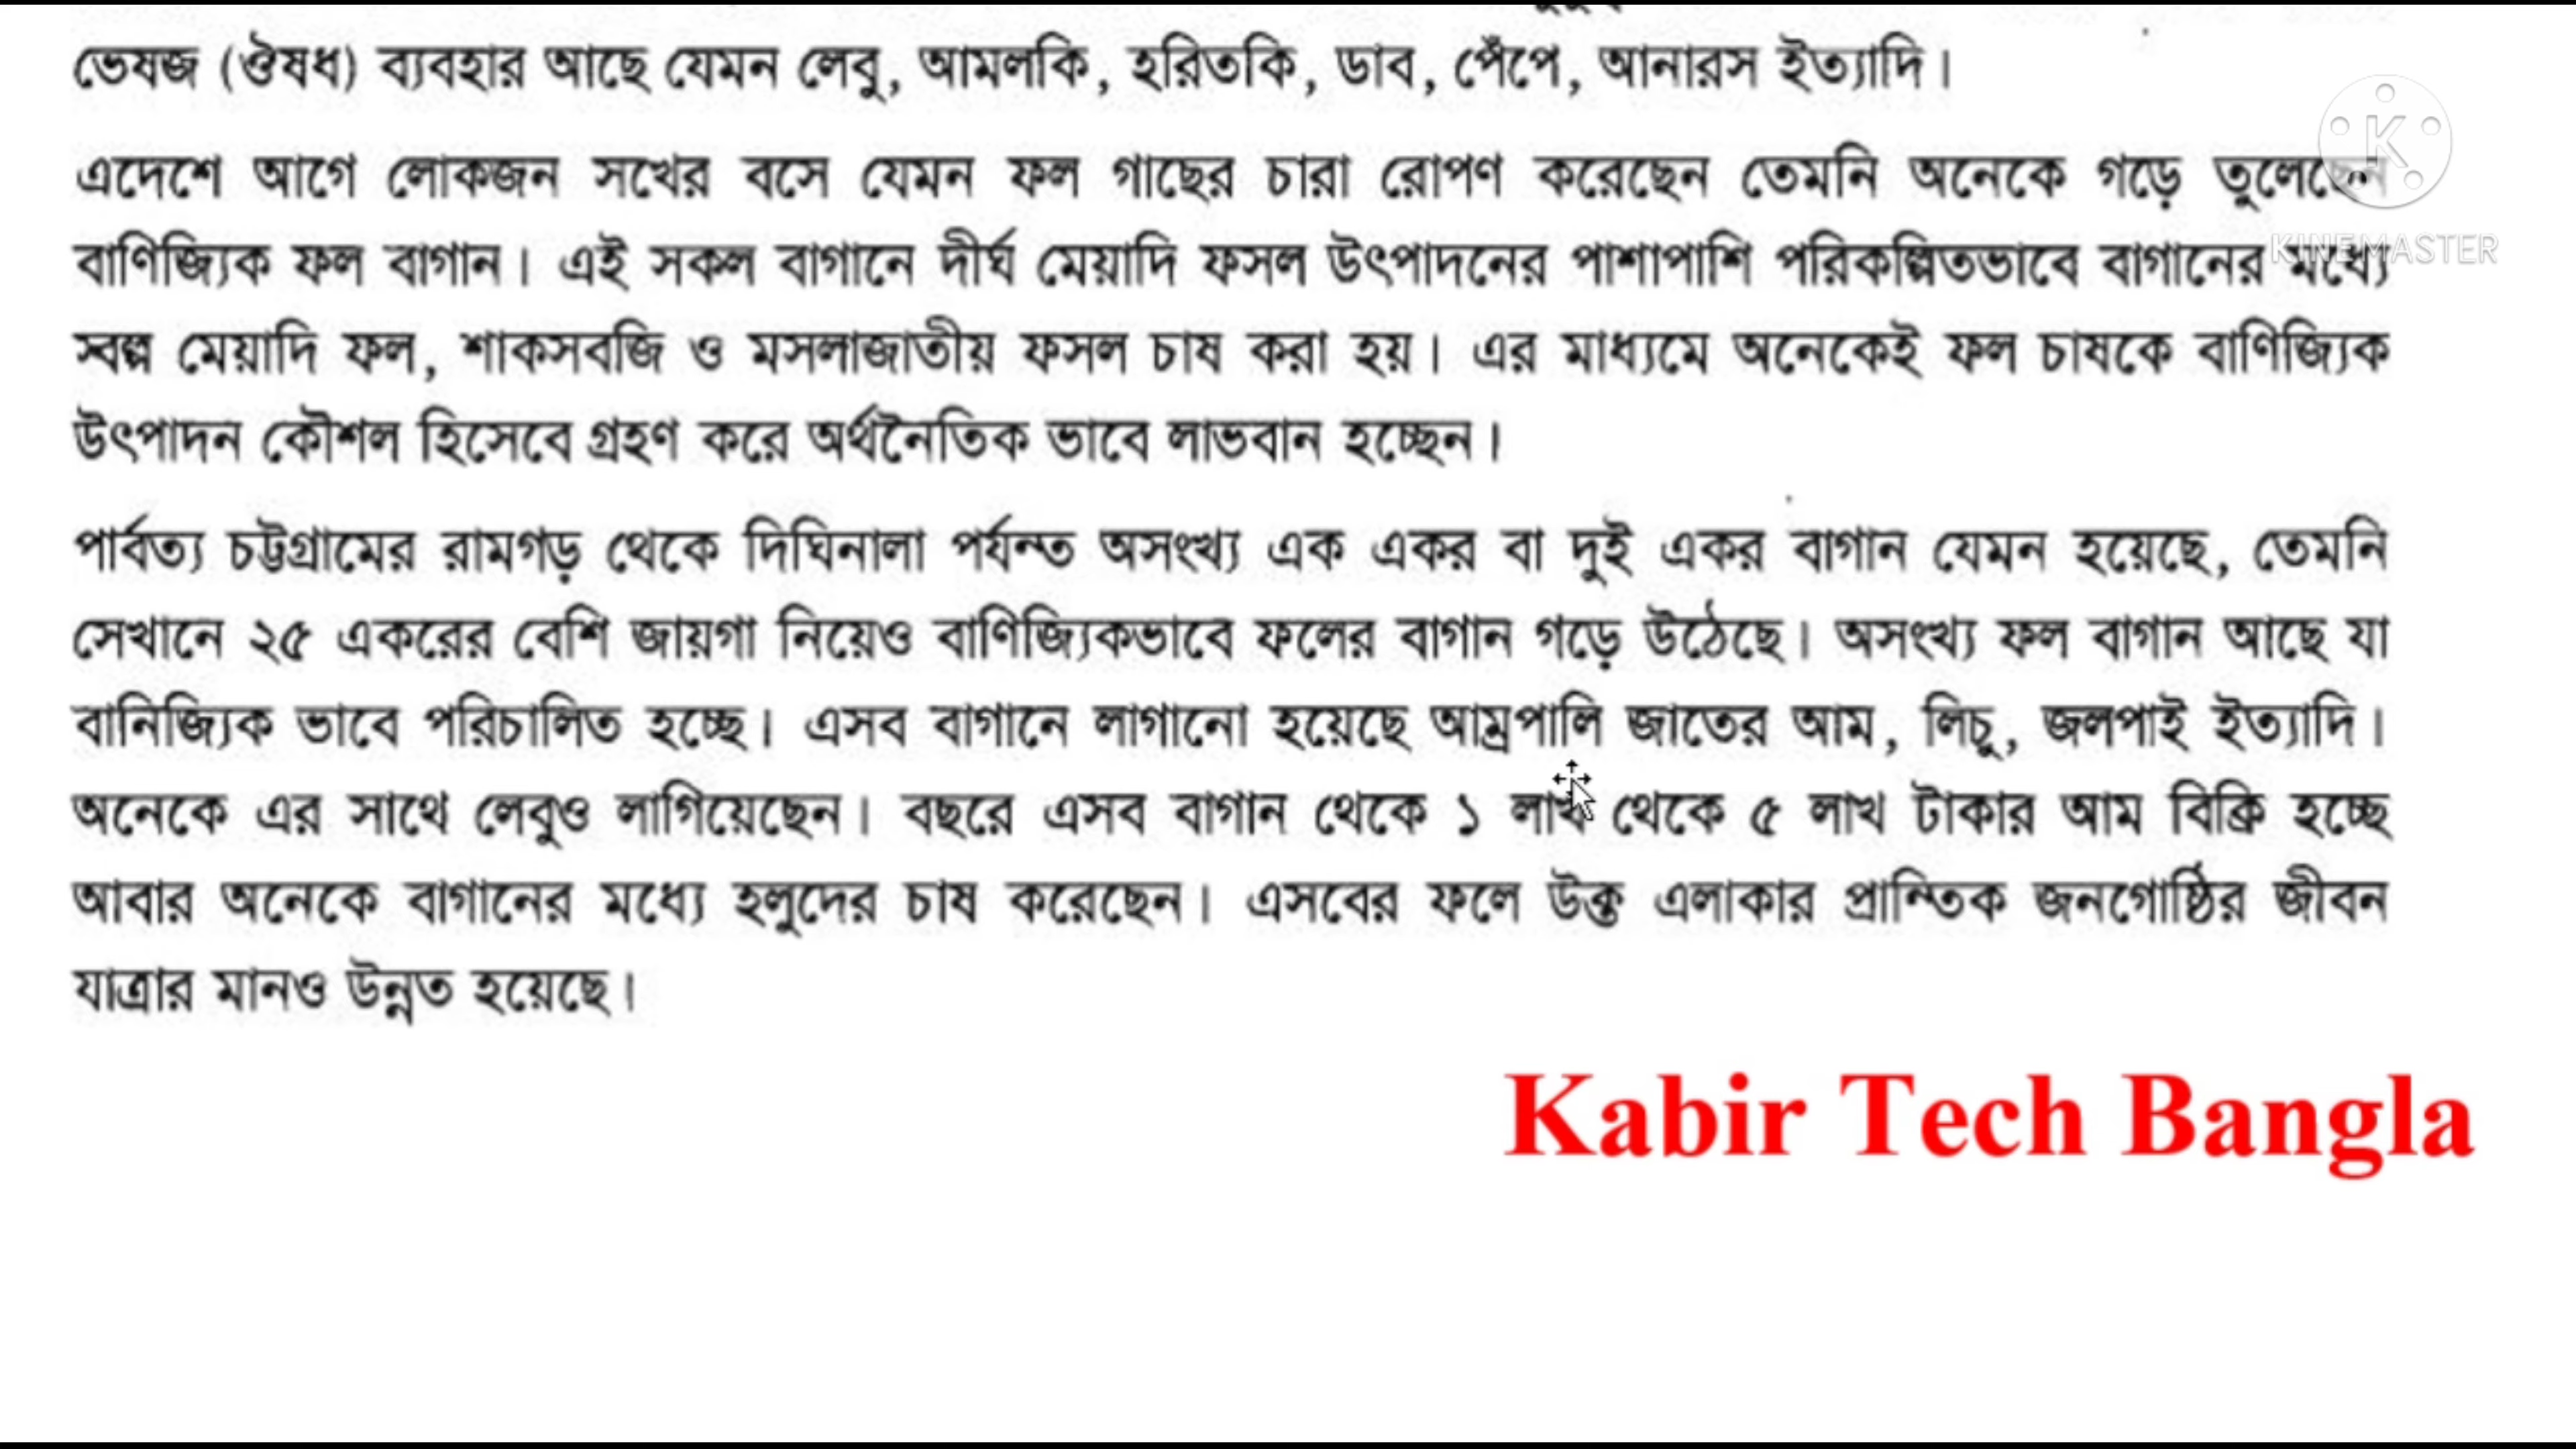 ভেষজ (ঔষধ) ব্যবহার আছে যেমন লেবু, আমলকি, হরিতকি, ডাব, পেঁপে, আনারস ইত্যাদি।
এদেশে আগে লোকজন সখের বসে যেমন ফল গাছের চারা রোপণ করেছেন তেমনি অনেকে গড়ে তুলেছেন
বাণিজ্যিক ফল বাগান। এই সকল বাগানে দীর্ঘ মেয়াদি ফসল উৎপাদনের পাশাপাশি পরিকল্পিতভাবে বাগানের মধ্যে
স্বল্প মেয়াদি ফল, শাকসবজি ও মসলাজাতীয় ফসল চাষ করা হয়। এর মাধ্যমে অনেকেই ফল চাষকে বাণিজ্যিক
উৎপাদন কৌশল হিসেবে গ্রহণ করে অর্থনৈতিক ভাবে লাভবান হচ্ছেন।
পার্বত্য চট্টগ্রামের রামগড় থেকে দিঘিনালা পর্যন্ত অসংখ্য এক একর বা দুই একর বাগান যেমন হয়েছে, তেমনি
সেখানে ২৫ একরের বেশি জায়গা নিয়েও বাণিজ্যিকভাবে ফলের বাগান গড়ে উঠেছে। অসংখ্য ফল বাগান আছে যা
বানিজ্যিক ভাবে পরিচালিত হচ্ছে। এসব বাগানে লাগানো হয়েছে আম্রপালি জাতের আম, লিচু, জলপাই ইত্যাদি।
অনেকে এর সাথে লেবুও লাগিয়েছেন। বছরে এসব বাগান থেকে ১ লাখ থেকে ৫ লাখ টাকার আম বিক্রি হচ্ছে
আবার অনেকে বাগানের মধ্যে হলুদের চাষ করেছেন। এসবের ফলে উক্ত এলাকার প্রান্তিক জনগোষ্ঠির জীবন
যাত্রার মানও উন্নত হয়েছে।
K
KINEMASTER
Kabir Tech Bangla